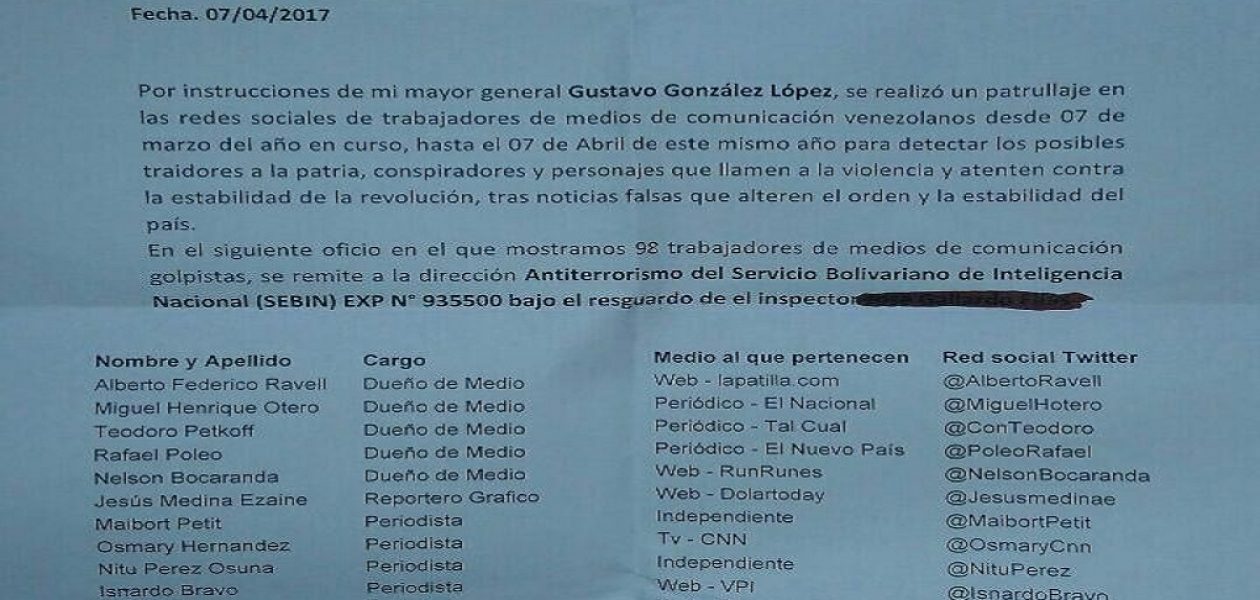 Fecha. 07/04/2017
Por instrucciones de mi mayor general Gustavo González López, se realizó un patrullaje en
las redes sociales de trabajadores de medios de comunicación venezolanos desde 07 de
marzo del año en curso, hasta el 07 de Abril de este mismo año para detectar los posibles
traidores a la patria, conspiradores y personajes que llamen a la violencia y atenten contra
la estabilidad de la revolución, tras noticias falsas que alteren el orden y la estabilidad del
país.
En el siguiente oficio en el que mostramos 98 trabajadores de medios de comunicación
golpistas, se remite a la dirección Antiterrorismo del Servicio Bolivariano de Inteligencia
Nacional (SEBIN) EXP N° 935500 bajo el resguardo de el inspector
Nombre y Apellido Cargo Medio al que pertenecen Red social Twitter
Alberto Federico Ravell Dueño de Medio Web - lapatilla.com @AlbertoRavell
Miguel Henrique Otero Dueño de Medio Periódico - El Nacional @MiguelHotero
Teodoro Petkoff Dueño de Medio Periódico - Tal Cual @ConTeodoro
Rafael Poleo Dueño de Medio Periódico - El Nuevo País @PoleoRafael
Nelson Bocaranda Dueño de Medio Web - RunRunes @NelsonBocaranda
Jesús Medina Ezaine Reportero Grafico Web - Dolartoday @Jesusmedinae
Maibort Petit Periodista Independiente @MaibortPetit
Osmary Hernandez Periodista Tv - CNN @OsmaryCnn
Nitu Perez Osuna Periodista Independiente @NituPerez
Isnardo Bravo Periodista Web - VPI @IsnardoBravo